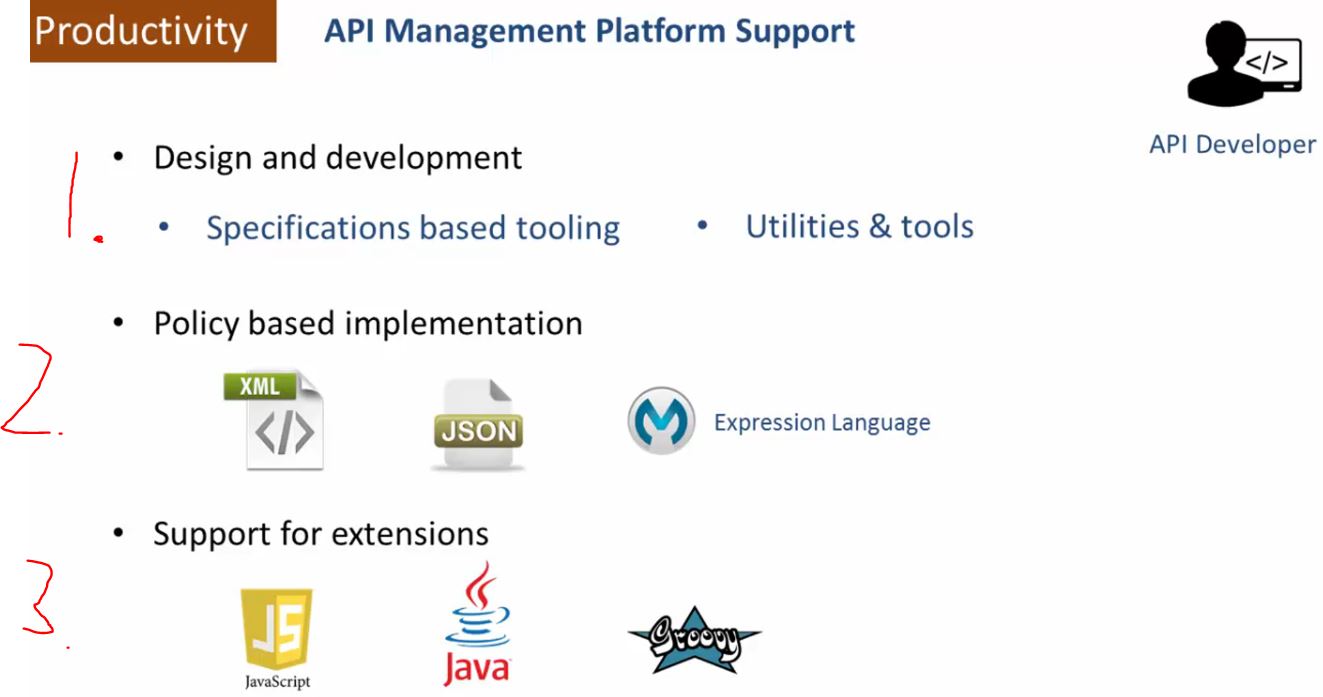 Productivity
API Management Platform Support
</>
API Developer
1.
• Design and development
• Specifications based tooling
• Utilities & tools
2.
• Policy based implementation
XML
</>
JSON
Expression Language
3.
• Support for extensions
JS
JavaScript
Java
Groovy